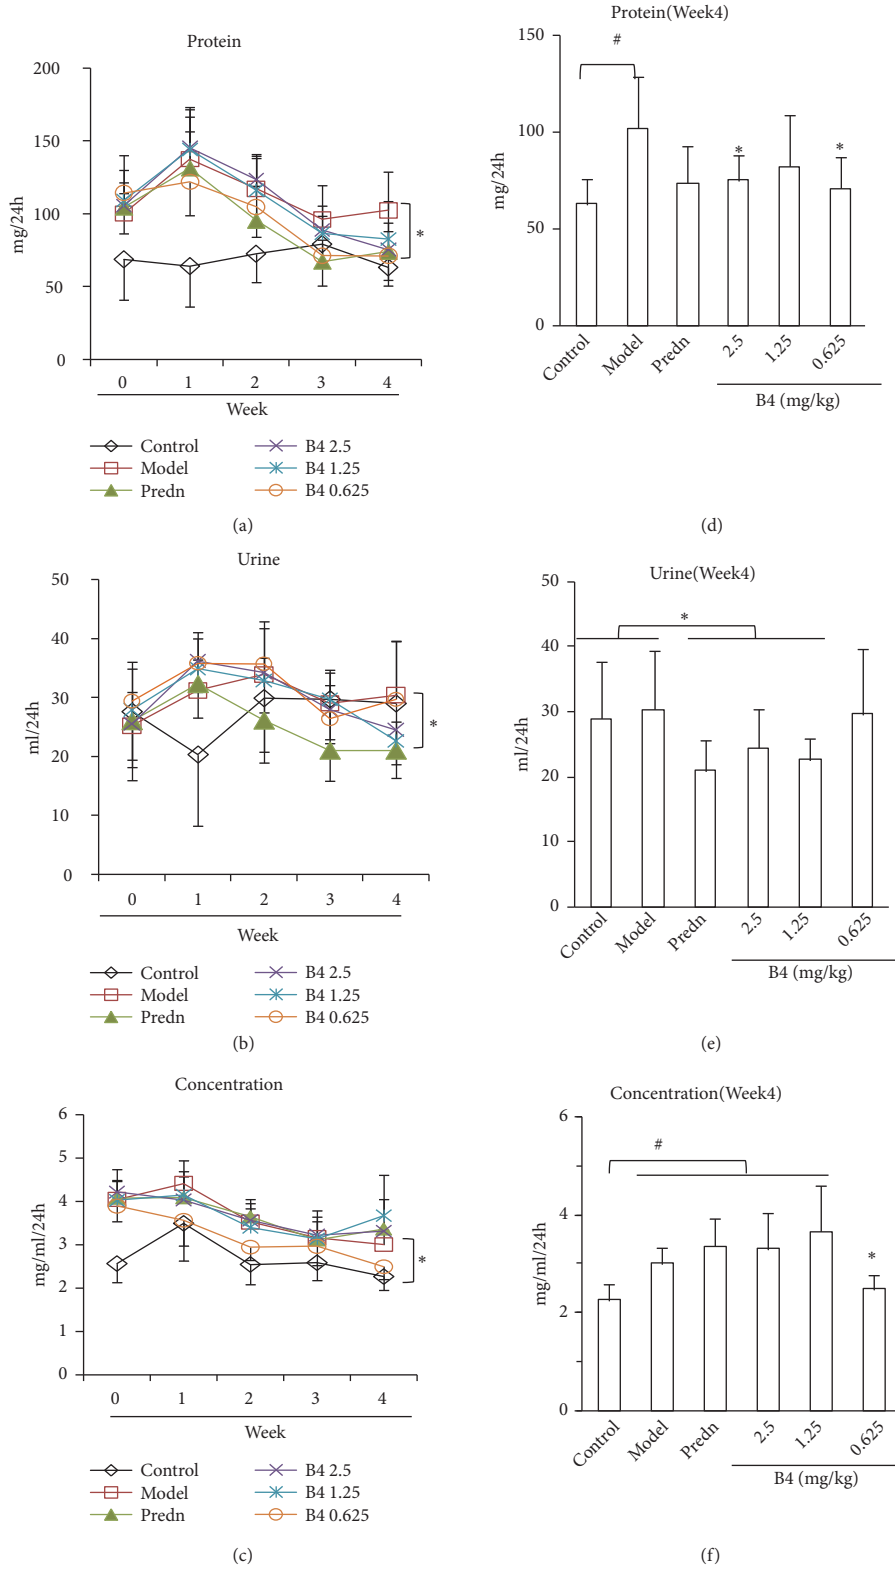 Protein
200
150
100
50
0
mg/24h
*
0 1 2 3 4
Week
Control B4 2.5
Model B4 1.25
Predn B4 0.625
(a)
Protein(Week4)
150
100
50
0
mg/24h
#
* *
Control Model Predn 2.5 1.25 0.625
B4 (mg/kg)
(d)
Urine
50
40
30
20
10
0
ml/24h
*
0 1 2 3 4
Week
Control B4 2.5
Model B4 1.25
Predn B4 0.625
(b)
Urine(Week4)
50
40
30
20
10
0
ml/24h
*
Control Model Predn 2.5 1.25 0.625
B4 (mg/kg)
(e)
Concentration
6
5
4
3
2
1
0
mg/ml/24h
*
0 1 2 3 4
Week
Control B4 2.5
Model B4 1.25
Predn B4 0.625
(c)
Concentration(Week4)
6
4
2
0
mg/ml/24h
#
*
Control Model Predn 2.5 1.25 0.625
B4 (mg/kg)
(f)